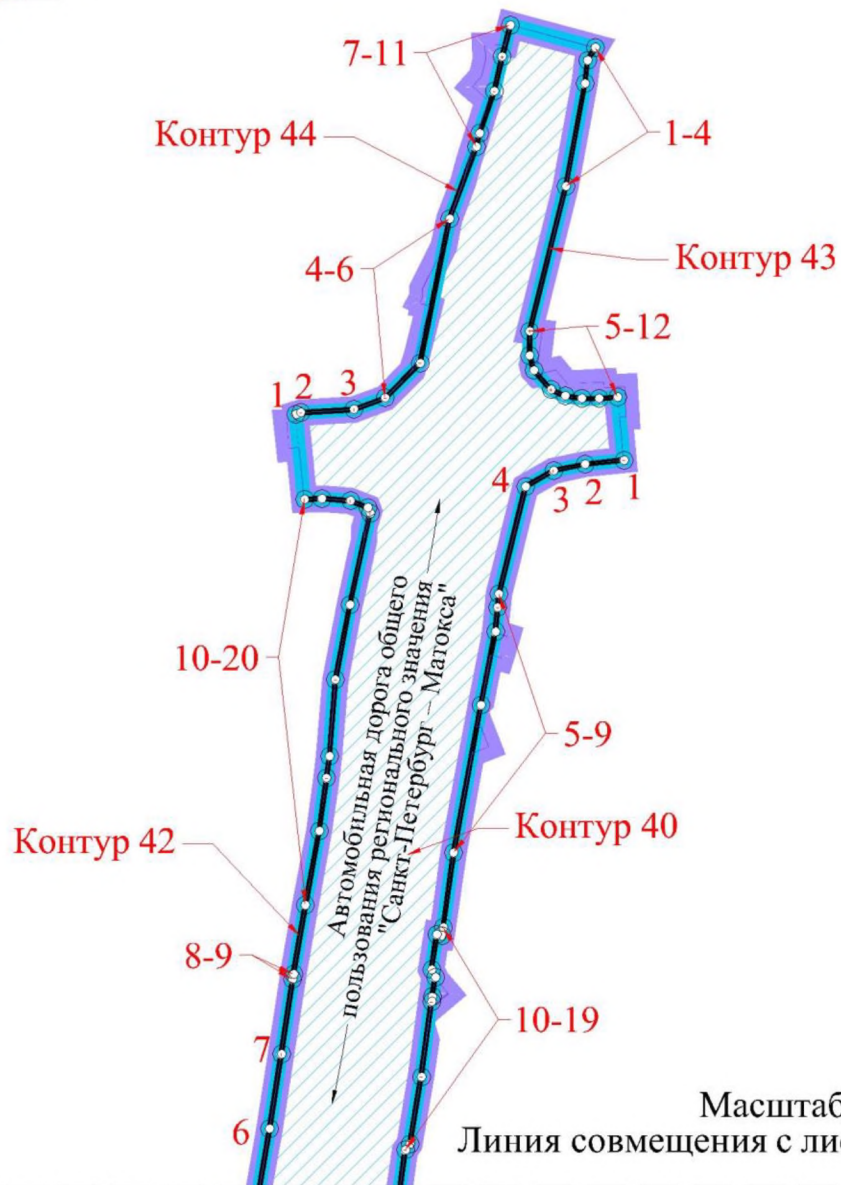 7-11
Контур 44
1-4
Контур 43
4-6
5-12
1
2
3
4
3
2
1
Автомобильная дорога общего
пользования регионального значения
"Санкт-Петербург – Матокса"
10-20
5-9
Контур 42
Контур 40
8-9
7
10-19
6
Масштаб
Линия совмещения с ли